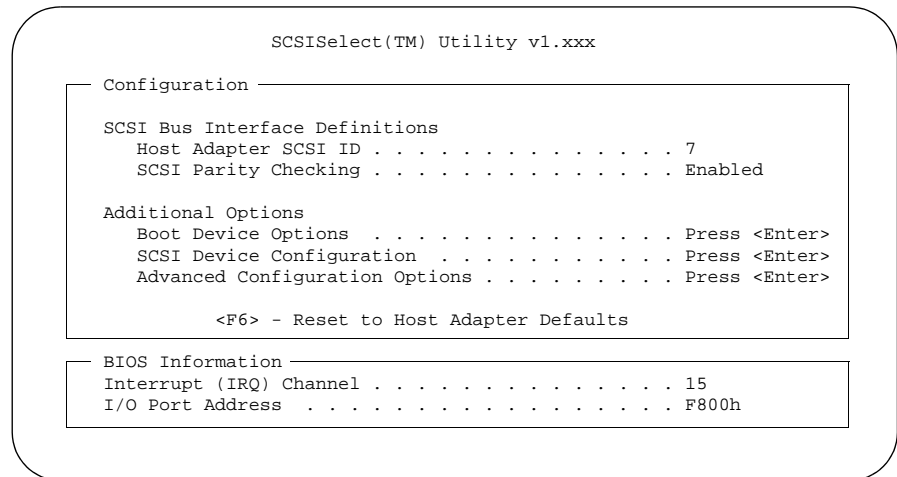 SCSISelect(TM) Utility v1.xxx
Configuration
SCSI Bus Interface Definitions
Host Adapter SCSI ID . . . . . . . . . . . . . . 7
SCSI Parity Checking . . . . . . . . . . . . . . Enabled
Additional Options
Boot Device Options . . . . . . . . . . . . . . Press <Enter>
SCSI Device Configuration . . . . . . . . . . . Press <Enter>
Advanced Configuration Options . . . . . . . . . Press <Enter>
<F6> - Reset to Host Adapter Defaults
BIOS Information
Interrupt (IRQ) Channel . . . . . . . . . . . . . . 15
I/O Port Address . . . . . . . . . . . . . . . . . F800h